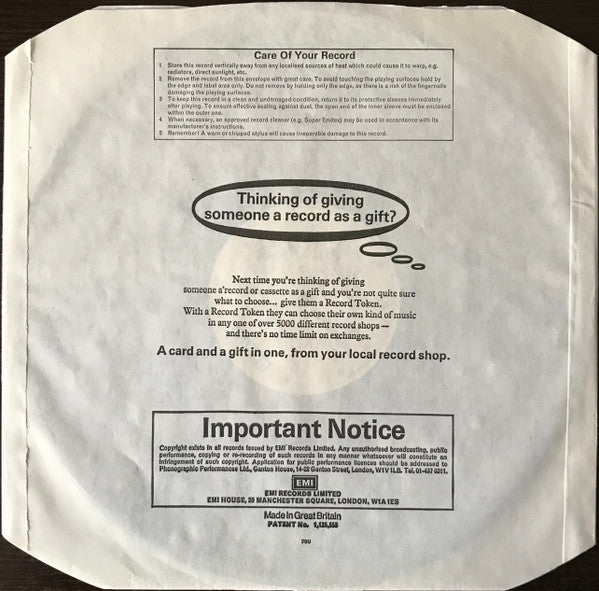 Care Of Your Record
1 Store this record vertically away from any localised sources of heat which could cause it to warp, e.g.
radiators, direct sunlight, etc.
2 Remove the record from this envelope with great care. To avoid touching the playing surfaces hold by
the edge and label area only. Do not remove by holding only the edge, as there is a risk of the fingernails
damaging the playing surfaces.
3 To keep this record in a clean and undamaged condition, return it to its protective sleeves immediately
after playing. To ensure effective sealing against dust, the open end of the inner sleeve must be enclosed
within the outer one.
4 When necessary, an approved record cleaner (e.g. Super Emitex) may be used in accordance with its
manufacturer's instructions.
5 Remember! A worn or chipped stylus will cause irreparable damage to this record.
Thinking of giving
someone a record as a gift?
Next time you're thinking of giving
someone a record or cassette as a gift and you're not quite sure
what to choose... give them a Record Token.
With a Record Token they can choose their own kind of music
in any one of over 5000 different record shops —
and there's no time limit on exchanges.
A card and a gift in one, from your local record shop.
Important Notice
Copyright exists in all records issued by EMI Records Limited. Any unauthorised broadcasting, public
performance, copying or re-recording of such records in any manner whatsoever will constitute an
infringement of such copyright. Application for public performance licences should be addressed to
Phonographic Performances Ltd., Ganton House, 14-22 Ganton Street, London, W1V 1LB. Tel. 01-437 0311.
EMI
EMI RECORDS LIMITED
EMI HOUSE, 20 MANCHESTER SQUARE, LONDON, W1A 1ES
Made in Great Britain
PATENT No. 1,125,555